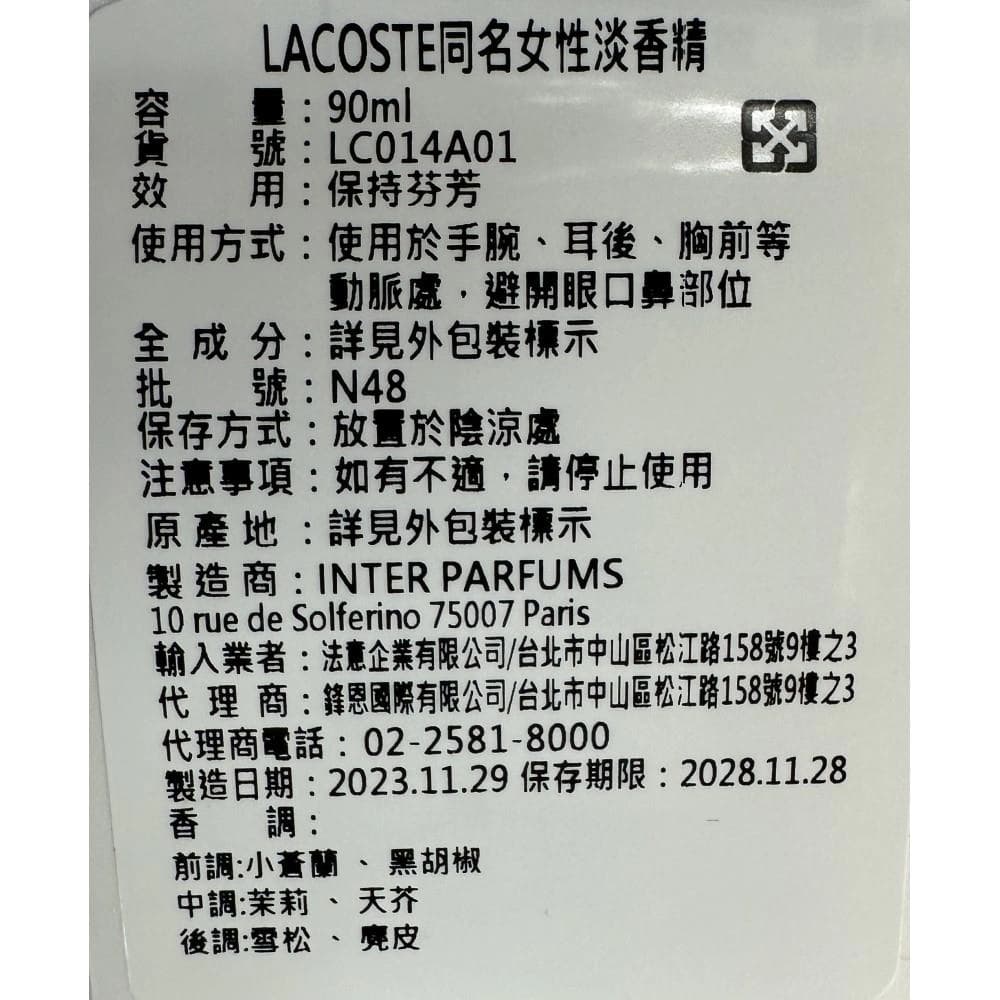 LACOSTE同名女性淡香精
容量：90ml
貨號：LC014A01
效用：保持芬芳
使用方式：使用於手腕、耳後、胸前等
動脈處，避開眼口鼻部位
全成分：詳見外包裝標示
批號：N48
保存方式：放置於陰涼處
注意事項：如有不適，請停止使用
原產地：詳見外包裝標示
製造商：INTER PARFUMS
10 rue de Solferino 75007 Paris
輸入業者：法意企業有限公司/台北市中山區松江路158號9樓之3
代理商：鋒恩國際有限公司/台北市中山區松江路158號9樓之3
代理商電話：02-2581-8000
製造日期：2023.11.29 保存期限：2028.11.28
香調：
前調:小蒼蘭、黑胡椒
中調:茉莉、天芥
後調:雪松、麂皮